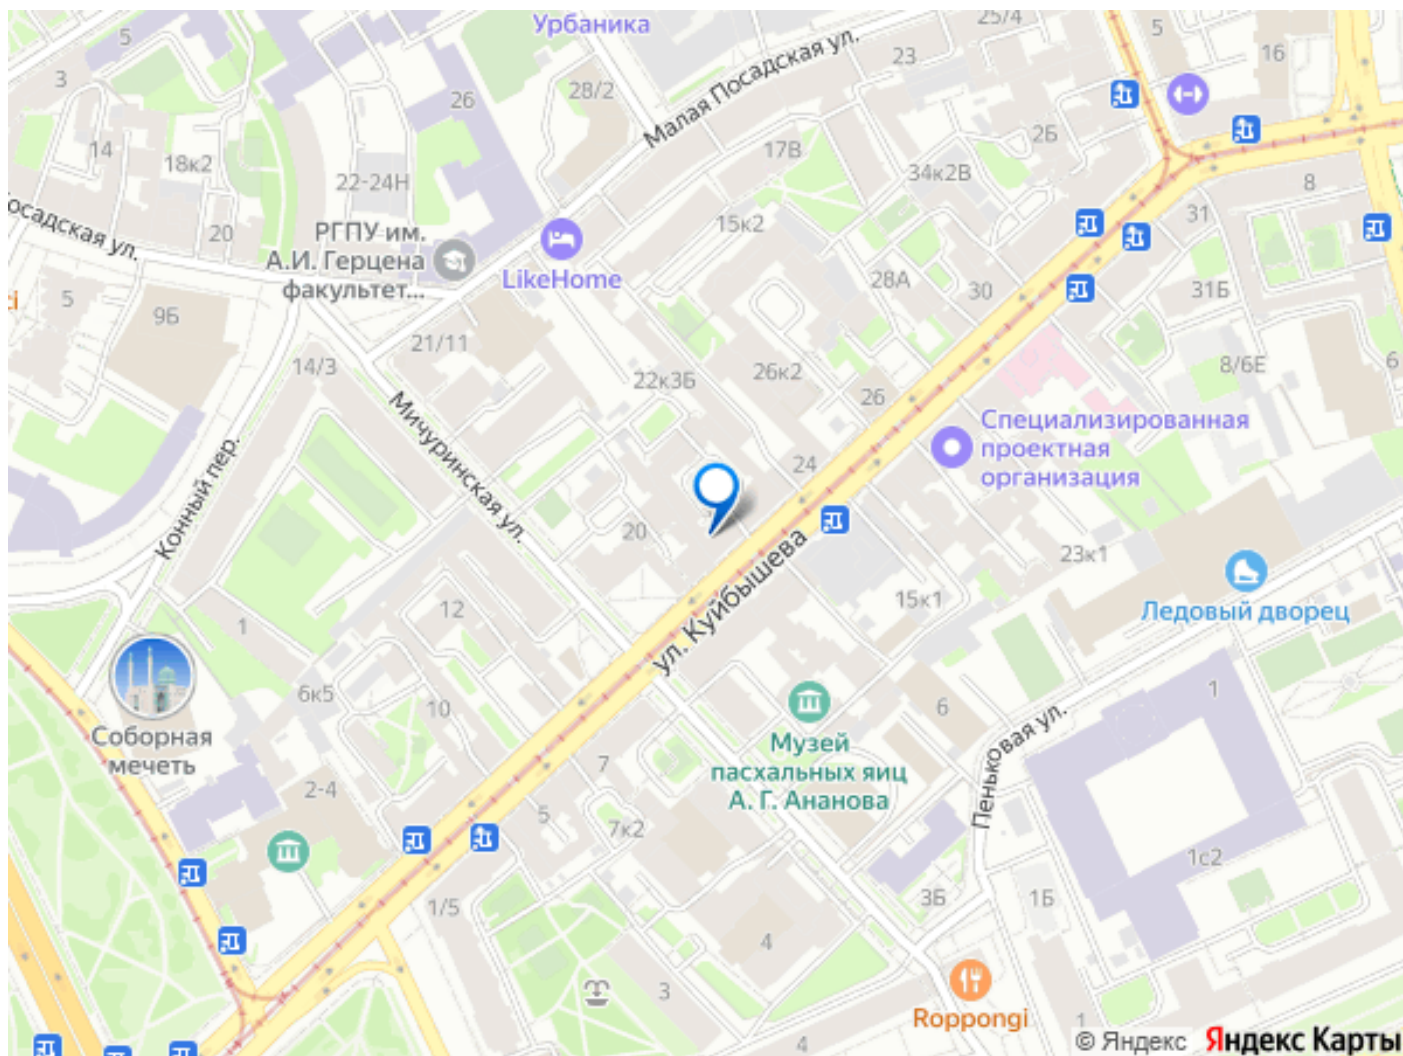 Урбаника
25/4
5
5
23
16
3
28/2
26
Малая Посадская ул.
2Б
14
17В
18к2
34к2В
22-24Н
8
осадская ул.
20
РГПУ им.
А.И. Герцена
факультет...
15к2
31
LikeHome
28А
30
31Б
ci
5
9Б
21/11
14/3
8/6Е
6
22к3Б
26к2
26
Мичуринская ул.
Специализированная
проектная
организация
Конный пер.
24
20
ул. Куйбышева
23к1
15к1
Ледовый дворец
12
1
6к5
10
6
1
Соборная
мечеть
Музей
пасхальных яиц
А. Г. Ананова
Пеньковая ул.
7
2-4
5
7к2
1с2
1/5
3Б
1Б
4
3
Roppongi
1
4
© Яндекс Яндекс Карты